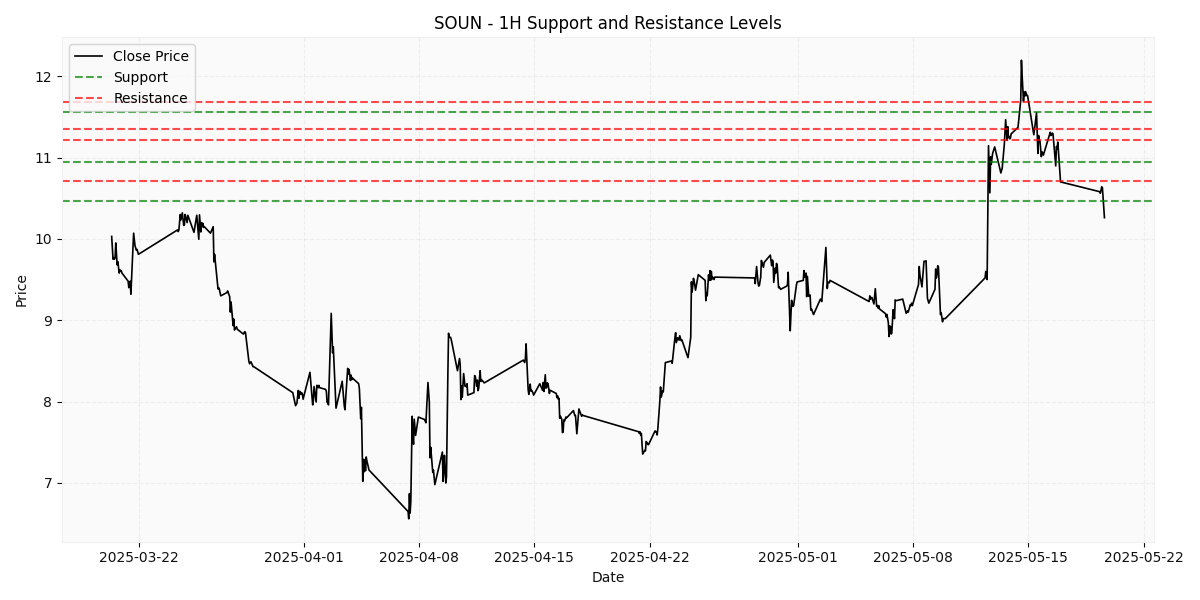 SOUN - 1H Support and Resistance Levels
Close Price
Support
Resistance
12
11
10
9
8
7
Price
2025-03-22
2025-04-01
2025-04-08
2025-04-15
2025-04-22
2025-05-01
2025-05-08
2025-05-15
2025-05-22
Date